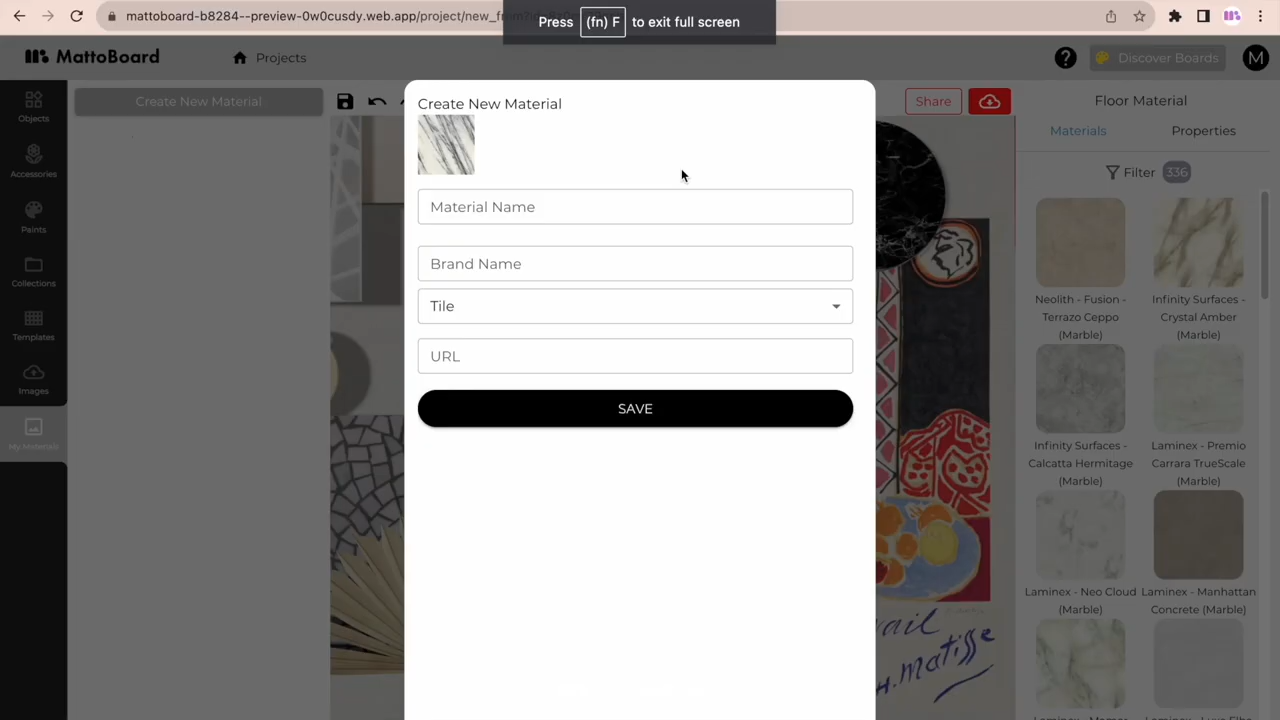 mattoboard-b8284--preview-0w0cusdy.web.app/project/new_from?d
Press (fn) F to exit full screen
MattoBoard
Projects
Discover Boards
M
Objects
Accessories
Paints
Collections
Templates
Images
My Materials
Create New Material
Create New Material
Material Name
Brand Name
Tile
URL
SAVE
Share
Floor Material
Materials
Properties
Filter 336
Neolith - Fusion -
Terrazo Ceppo
(Marble)
Infinity Surfaces -
Crystal Amber
(Marble)
Infinity Surfaces -
Calcatta Hermitage
(Marble)
Laminex - Premio
Carrara TrueScale
(Marble)
Laminex - Neo Cloud
(Marble)
Laminex - Manhattan
Concrete (Marble)
H. Matisse